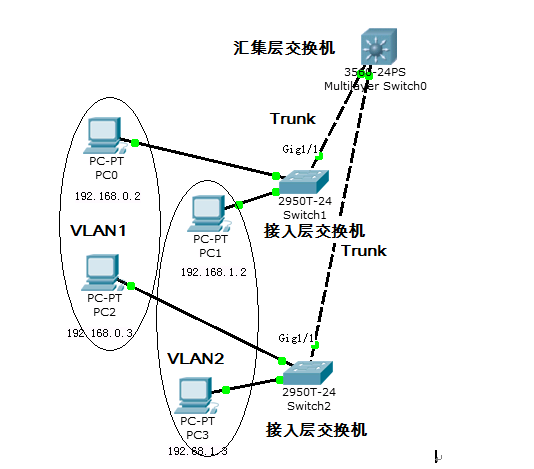 汇集层交换机
3560-24PS
Multilayer Switch0
Trunk
Gig1/1
PC-PT
PC0
192.168.0.2
2950T-24
Switch1
接入层交换机
VLAN1
PC-PT
PC1
192.168.1.2
Trunk
PC-PT
PC2
192.168.0.3
Gig1/1
VLAN2
2950T-24
Switch2
PC-PT
PC3
192.68.1.3
接入层交换机